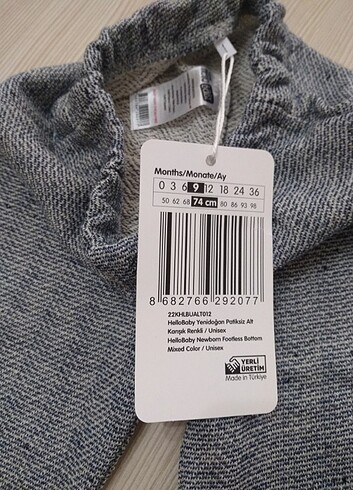 Months/Monate/Ay
0 3 6 9 12 18 24 36
50 62 68 74 cm 80 86 93 98
8 682766 292077
22KHLBUALT012
HelloBaby Yenidoğan Patiksiz Alt
Karışık Renkli / Unisex
HelloBaby Newborn Footless Bottom
Mixed Color / Unisex
YERLİ
ÜRETİM
Made in Türkiye